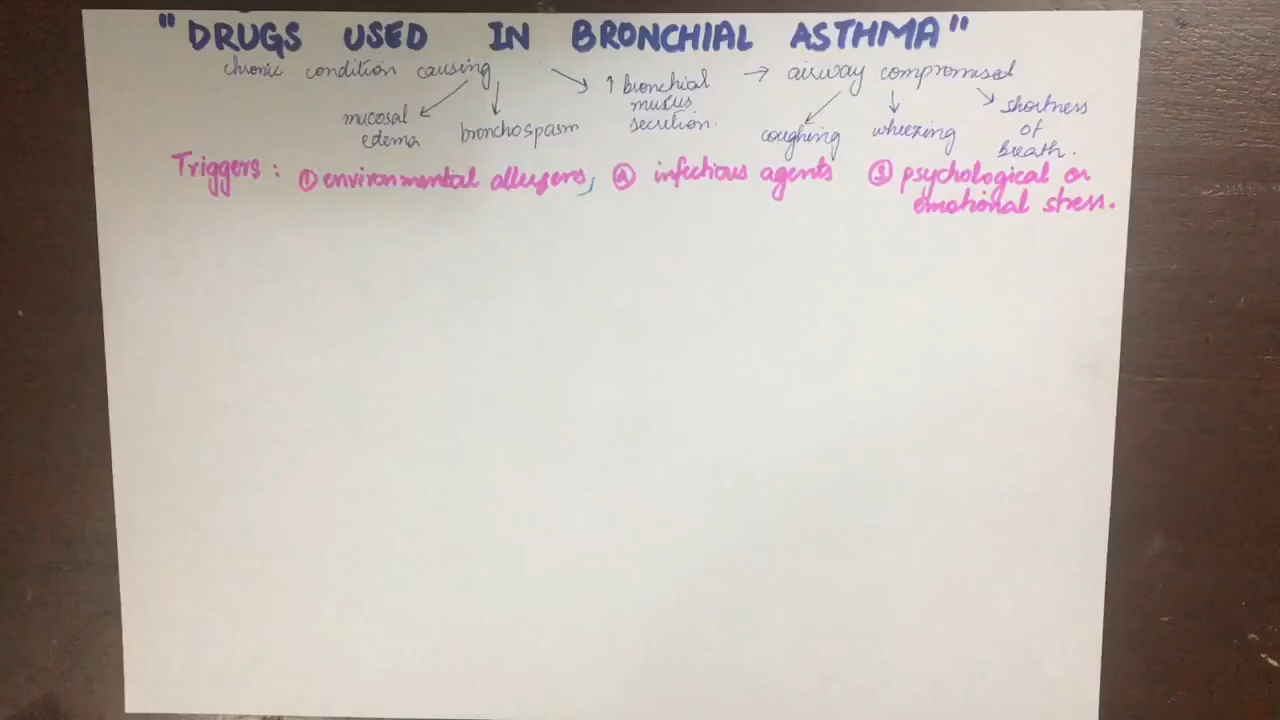 "DRUGS USED IN BRONCHIAL ASTHMA"
chronic condition causing
mucosal
edema
bronchospasm
↑ bronchial
mucus
secretion.
→ airway compromised
coughing
wheezing
shortness
of
breath.
Triggers: ① environmental allergens, ② infectious agents ③ psychological or
emotional stress.